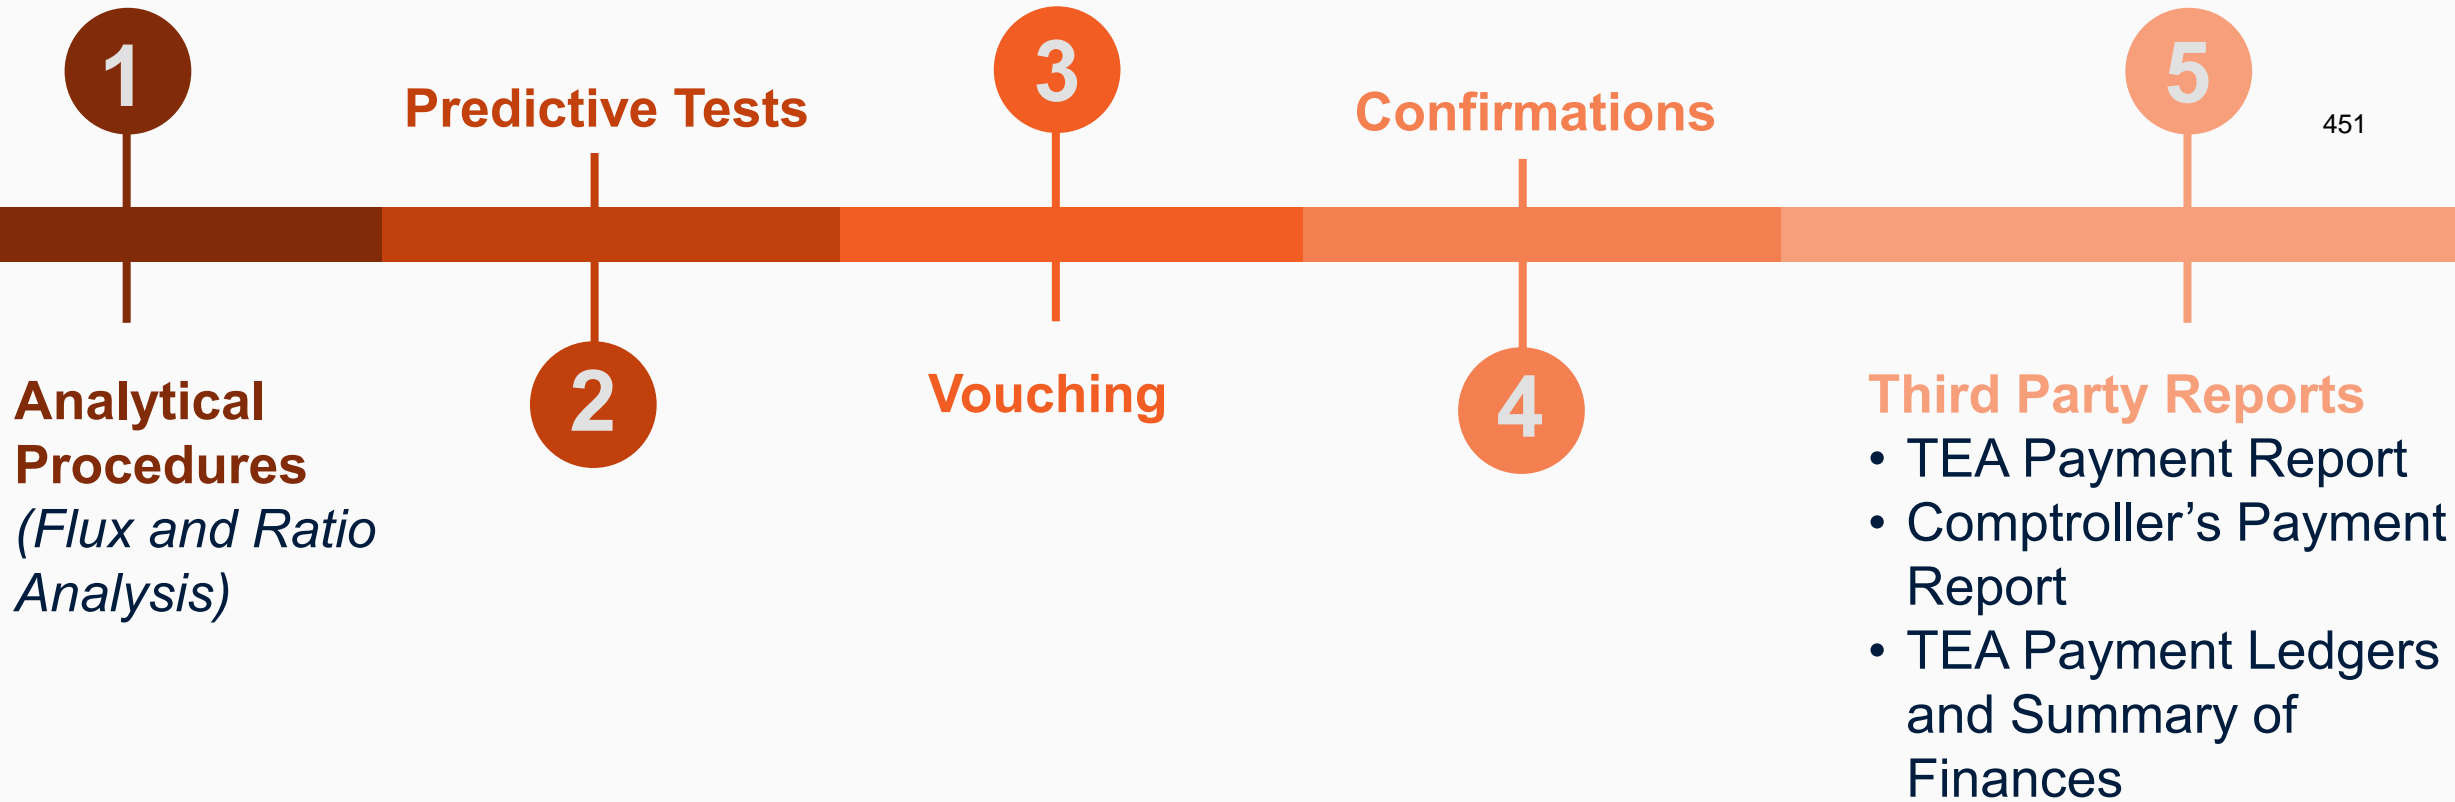 1
Analytical
Procedures
(Flux and Ratio
Analysis)
Predictive Tests
2
3
Vouching
Confirmations
4
5
451
Third Party Reports
• TEA Payment Report
• Comptroller’s Payment
Report
• TEA Payment Ledgers
and Summary of
Finances